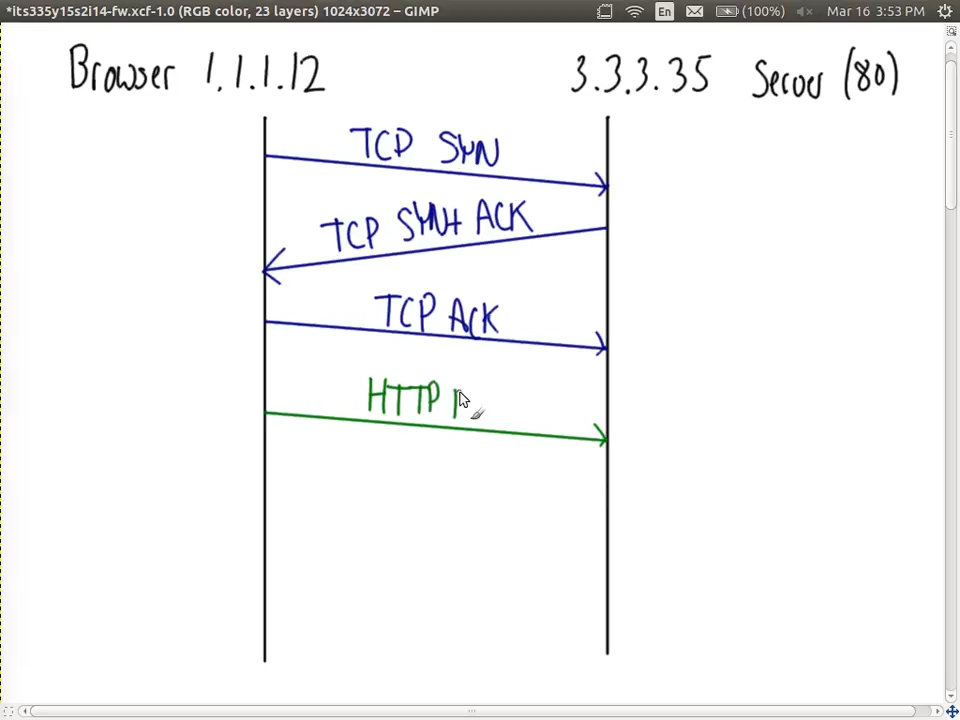 *its335y15s2i14-fw.xcf-1.0 (RGB color, 23 layers) 1024x3072 – GIMP En (100%) Mar 16 3:53 PM
Browser 1.1.1.12 3.3.3.35 Server (80)
TCP SYN
TCP SYN+ ACK
TCP ACK
HTTP